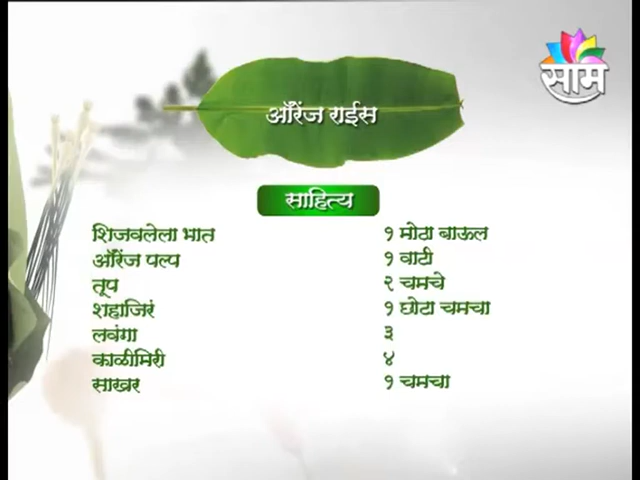 साम
ऑरेंज राईस
साहित्य
शिजवलेला भात १ मोठा बाऊल
ऑरेंज पल्प १ वाटी
तूप २ चमचे
शहाजिरं १ छोटा चमचा
लवंगा ३
काळीमिरी ४
साखर १ चमचा